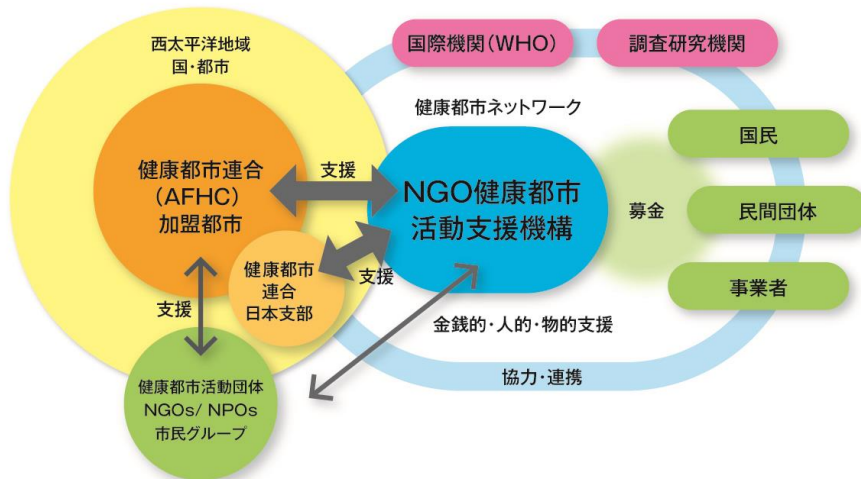 西太平洋地域
国・都市
健康都市連合
(AFHC)
加盟都市
支援
健康都市
連合
日本支部
支援
支援
健康都市活動団体
NGOs/ NPOs
市民グループ
国際機関(WHO)
調査研究機関
健康都市ネットワーク
NGO健康都市
活動支援機構
募金
国民
民間団体
事業者
金銭的・人的・物的支援
協力・連携